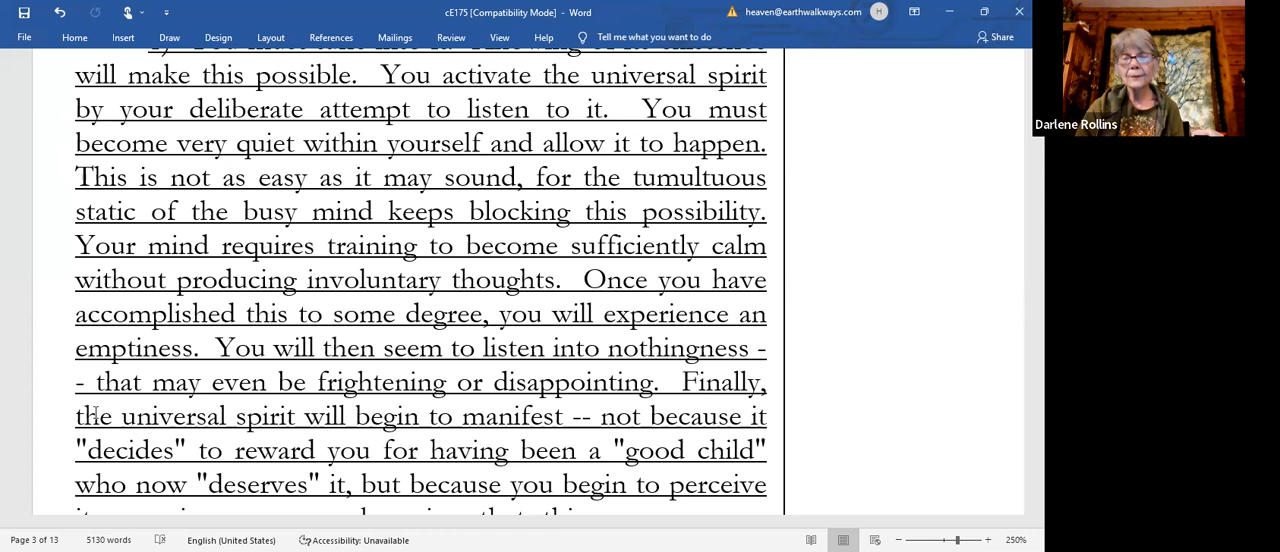 cE175 [Compatibility Mode] - Word
heaven@earthwalkways.com
H
File Home Insert Draw Design Layout References Mailings Review View Help Tell me what you want to do
Share
will make this possible. You activate the universal spirit
by your deliberate attempt to listen to it. You must
become very quiet within yourself and allow it to happen.
This is not as easy as it may sound, for the tumultuous
static of the busy mind keeps blocking this possibility.
Your mind requires training to become sufficiently calm
without producing involuntary thoughts. Once you have
accomplished this to some degree, you will experience an
emptiness. You will then seem to listen into nothingness -
- that may even be frightening or disappointing. Finally,
the universal spirit will begin to manifest -- not because it
"decides" to reward you for having been a "good child"
who now "deserves" it, but because you begin to perceive
Page 3 of 13 5130 words English (United States) Accessibility: Unavailable
250%
Darlene Rollins